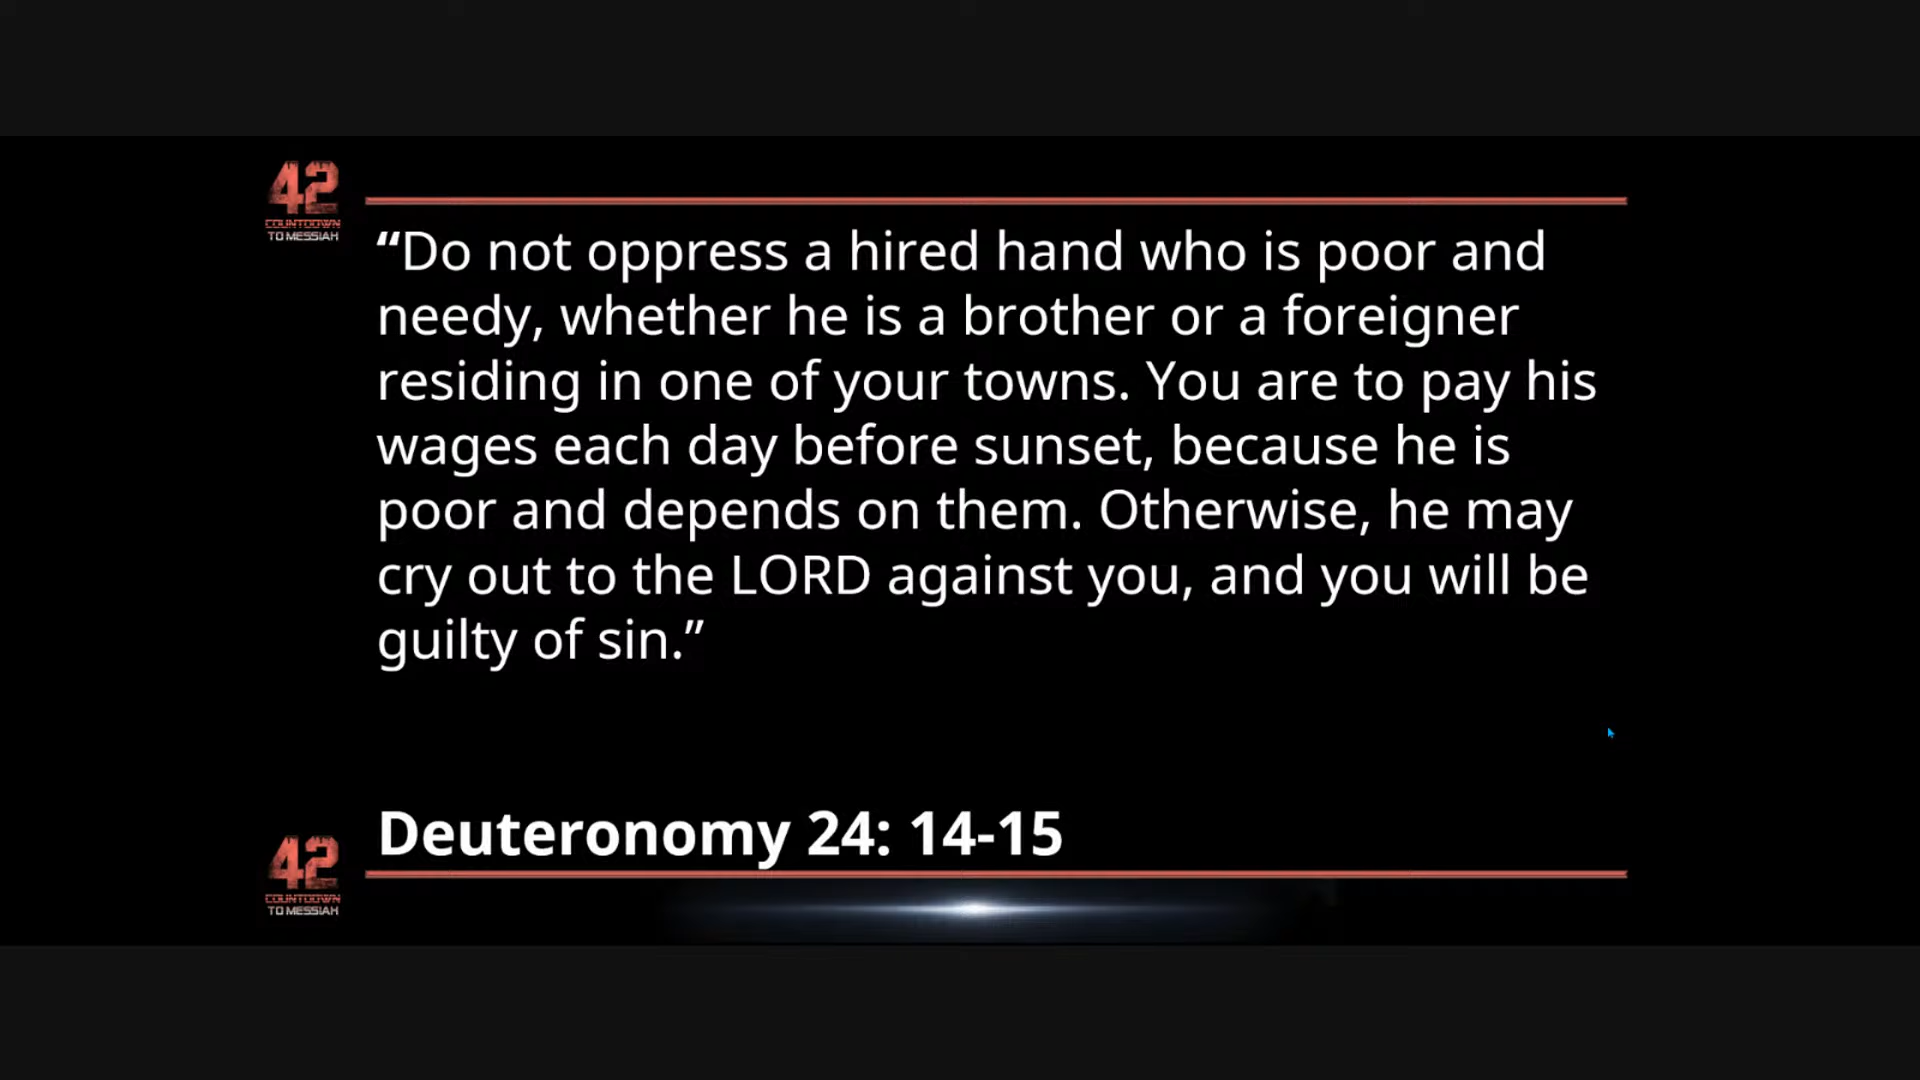 42
COUNTDOWN
TO MESSIAH
“Do not oppress a hired hand who is poor and
needy, whether he is a brother or a foreigner
residing in one of your towns. You are to pay his
wages each day before sunset, because he is
poor and depends on them. Otherwise, he may
cry out to the LORD against you, and you will be
guilty of sin.”
Deuteronomy 24: 14-15
42
COUNTDOWN
TO MESSIAH